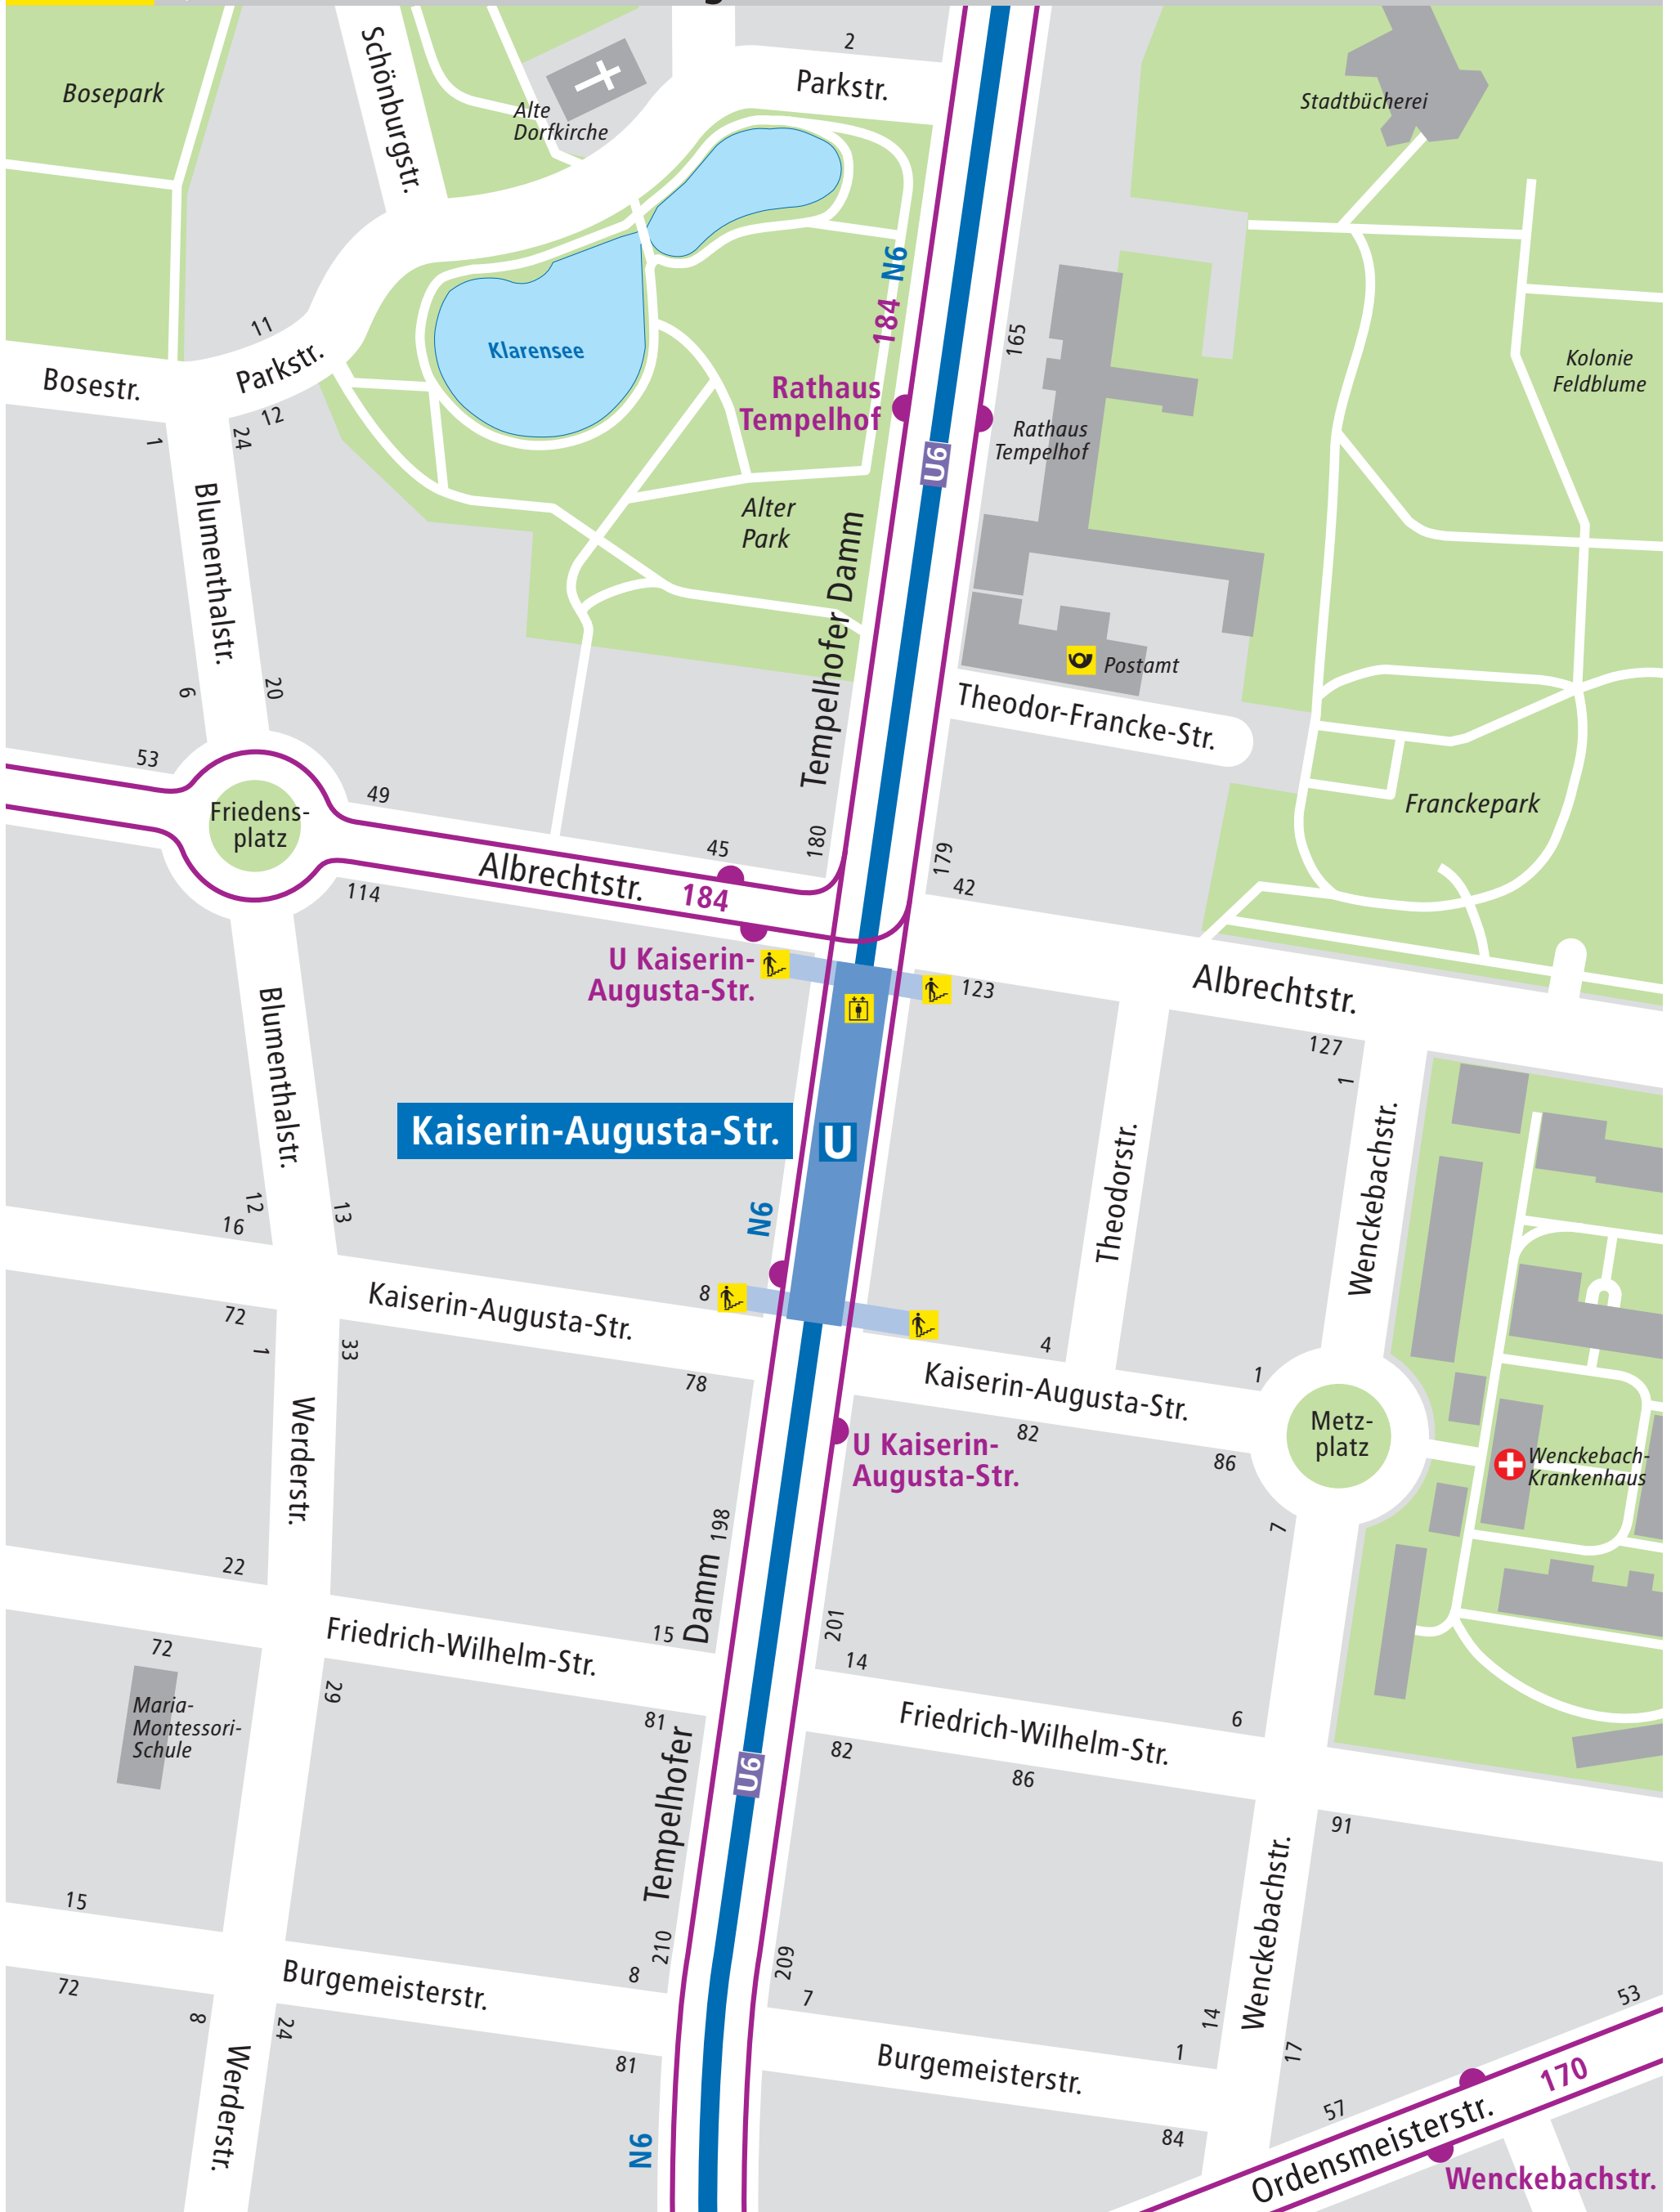 2
Parkstr.
Schönburgstr.
Bosepark
Alte
Dorfkirche
Stadtbücherei
N6
184
165
11
Parkstr.
12
Klarensee
Bosestr.
1
24
Rathaus
Tempelhof
Rathaus
Tempelhof
Kolonie
Feldblume
U6
Alter
Park
Blumenthalstr.
Tempelhofer Damm
6
20
Postamt
Theodor-Francke-Str.
53
49
Friedens-
platz
45
180
179
42
Franckepark
Albrechtstr.
184
114
U Kaiserin-
Augusta-Str.
123
Albrechtstr.
127
1
Blumenthalstr.
Kaiserin-Augusta-Str.
U
Theodorstr.
Wenckebachstr.
12
13
16
N6
8
72
1
33
Kaiserin-Augusta-Str.
78
4
1
Kaiserin-Augusta-Str.
82
86
Metz-
platz
U Kaiserin-
Augusta-Str.
Wenckebach-
Krankenhaus
Werderstr.
198
7
Damm
22
72
Friedrich-Wilhelm-Str.
15
201
14
29
Maria-
Montessori-
Schule
81
Friedrich-Wilhelm-Str.
6
82
86
Tempelhofer
U6
91
Wenckebachstr.
15
72
Burgemeisterstr.
8
210
209
7
8
24
81
Burgemeisterstr.
1
14
17
84
53
57
170
Ordensmeisterstr.
Werderstr.
N6
Wenckebachstr.